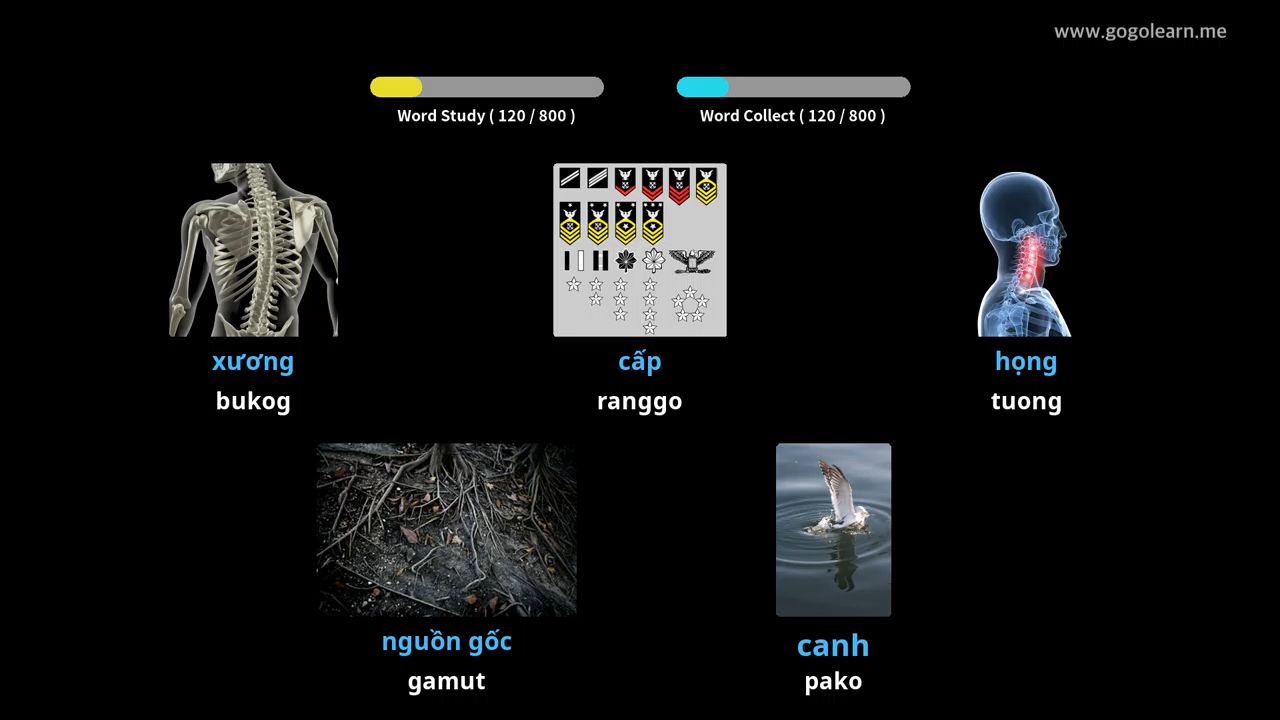 www.gogolearn.me
Word Study ( 120 / 800 )
Word Collect ( 120 / 800 )
xương
cấp
họng
bukog
ranggo
tuong
nguồn gốc
canh
gamut
pako